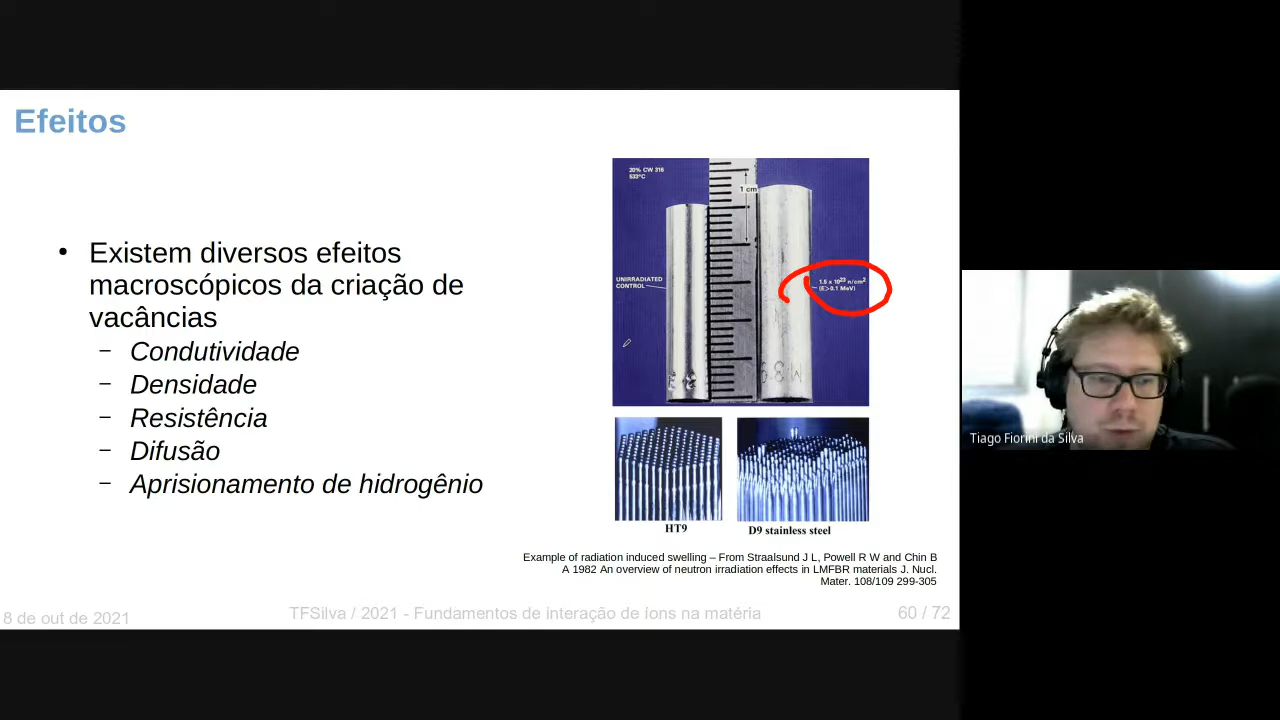 Efeitos
• Existem diversos efeitos
macroscópicos da criação de
vacâncias
– Condutividade
– Densidade
– Resistência
– Difusão
– Aprisionamento de hidrogênio
20% CW 316
533°C
1 cm
UNIRRADIATED
CONTROL
1.5 x 10²³ n/cm²
(E>0.1 MeV)
HT9
D9 stainless steel
Example of radiation induced swelling – From Straalsund J L, Powell R W and Chin B
A 1982 An overview of neutron irradiation effects in LMFBR materials J. Nucl.
Mater. 108/109 299-305
8 de out de 2021
TFSilva / 2021 - Fundamentos de interação de íons na matéria
60 / 72
Tiago Fiorini da Silva